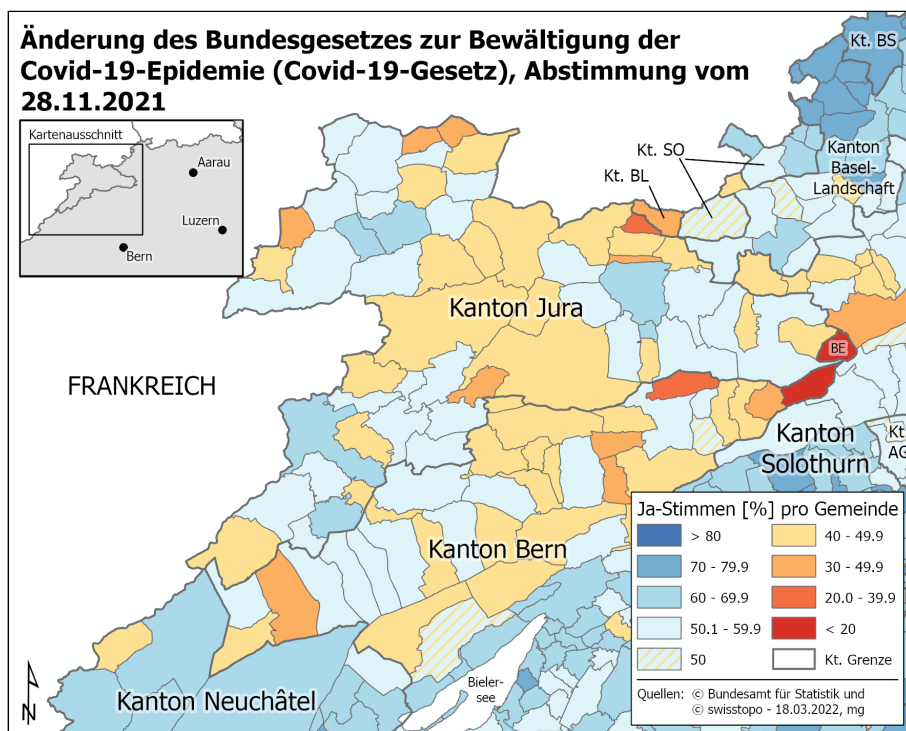 Änderung des Bundesgesetzes zur Bewältigung der
Covid-19-Epidemie (Covid-19-Gesetz), Abstimmung vom
28.11.2021
Kartenausschnitt
Aarau
Luzern
Bern
Kt. BS
Kt. SO
Kt. BL
Kanton
Basel-
Landschaft
Kanton Jura
BE
FRANKREICH
Kanton
Solothurn
Kt.
AG
Kanton Bern
Kanton Neuchâtel
Bieler-
see
Ja-Stimmen [%] pro Gemeinde
> 80
70 - 79.9
60 - 69.9
50.1 - 59.9
50
40 - 49.9
30 - 49.9
20.0 - 39.9
< 20
Kt. Grenze
Quellen: © Bundesamt für Statistik und
© swisstopo - 18.03.2022, mg
N